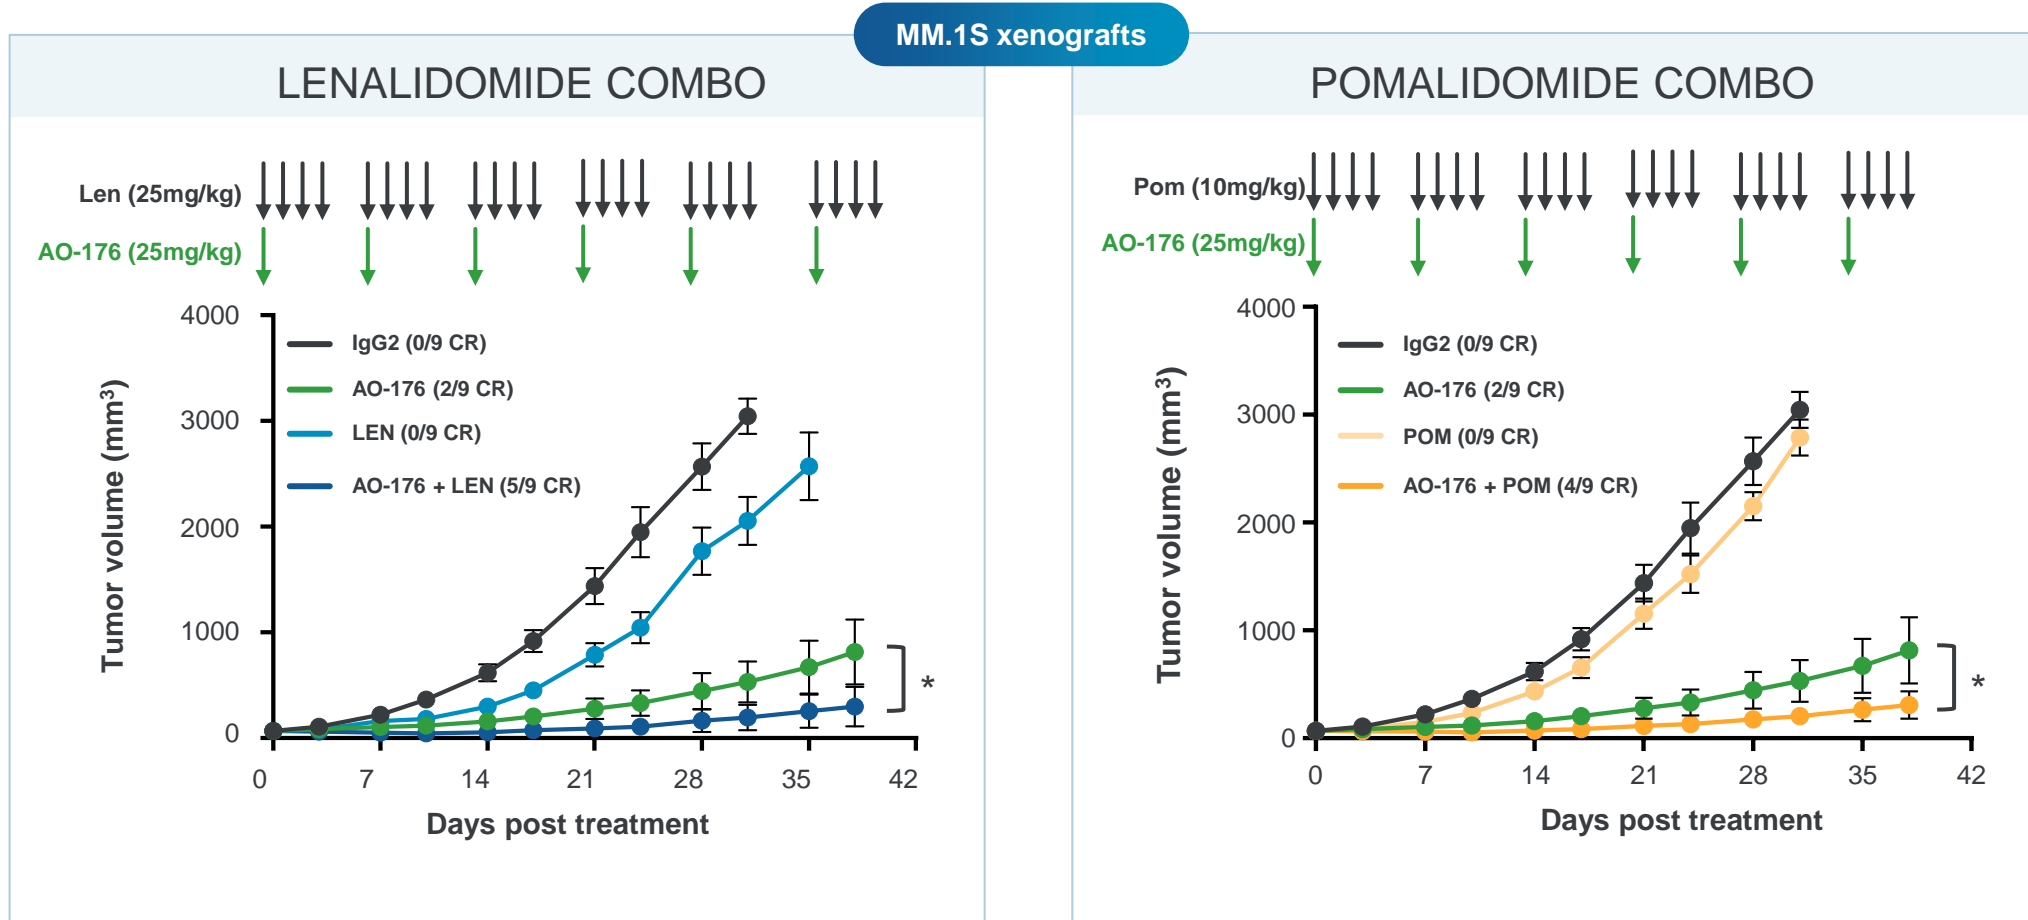 MM.1S xenografts
LENALIDOMIDE COMBO
Len (25mg/kg)
AO-176 (25mg/kg)
4000
3000
2000
1000
0
Tumor volume (mm³)
IgG2 (0/9 CR)
AO-176 (2/9 CR)
LEN (0/9 CR)
AO-176 + LEN (5/9 CR)
*
0 7 14 21 28 35 42
Days post treatment
POMALIDOMIDE COMBO
Pom (10mg/kg)
AO-176 (25mg/kg)
4000
3000
2000
1000
0
Tumor volume (mm³)
IgG2 (0/9 CR)
AO-176 (2/9 CR)
POM (0/9 CR)
AO-176 + POM (4/9 CR)
*
0 7 14 21 28 35 42
Days post treatment